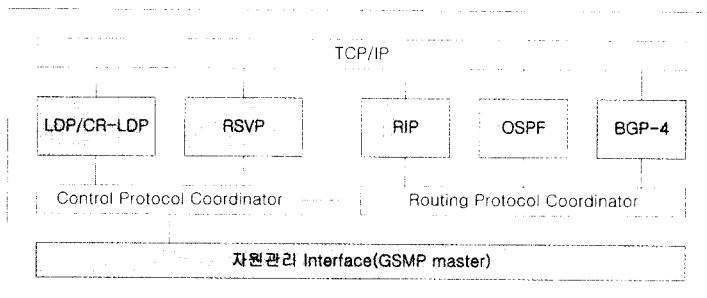 TCP/IP
LDP/CR-LDP
RSVP
RIP
OSPF
BGP-4
Control Protocol Coordinator
Routing Protocol Coordinator
자원관리 Interface(GSMP master)